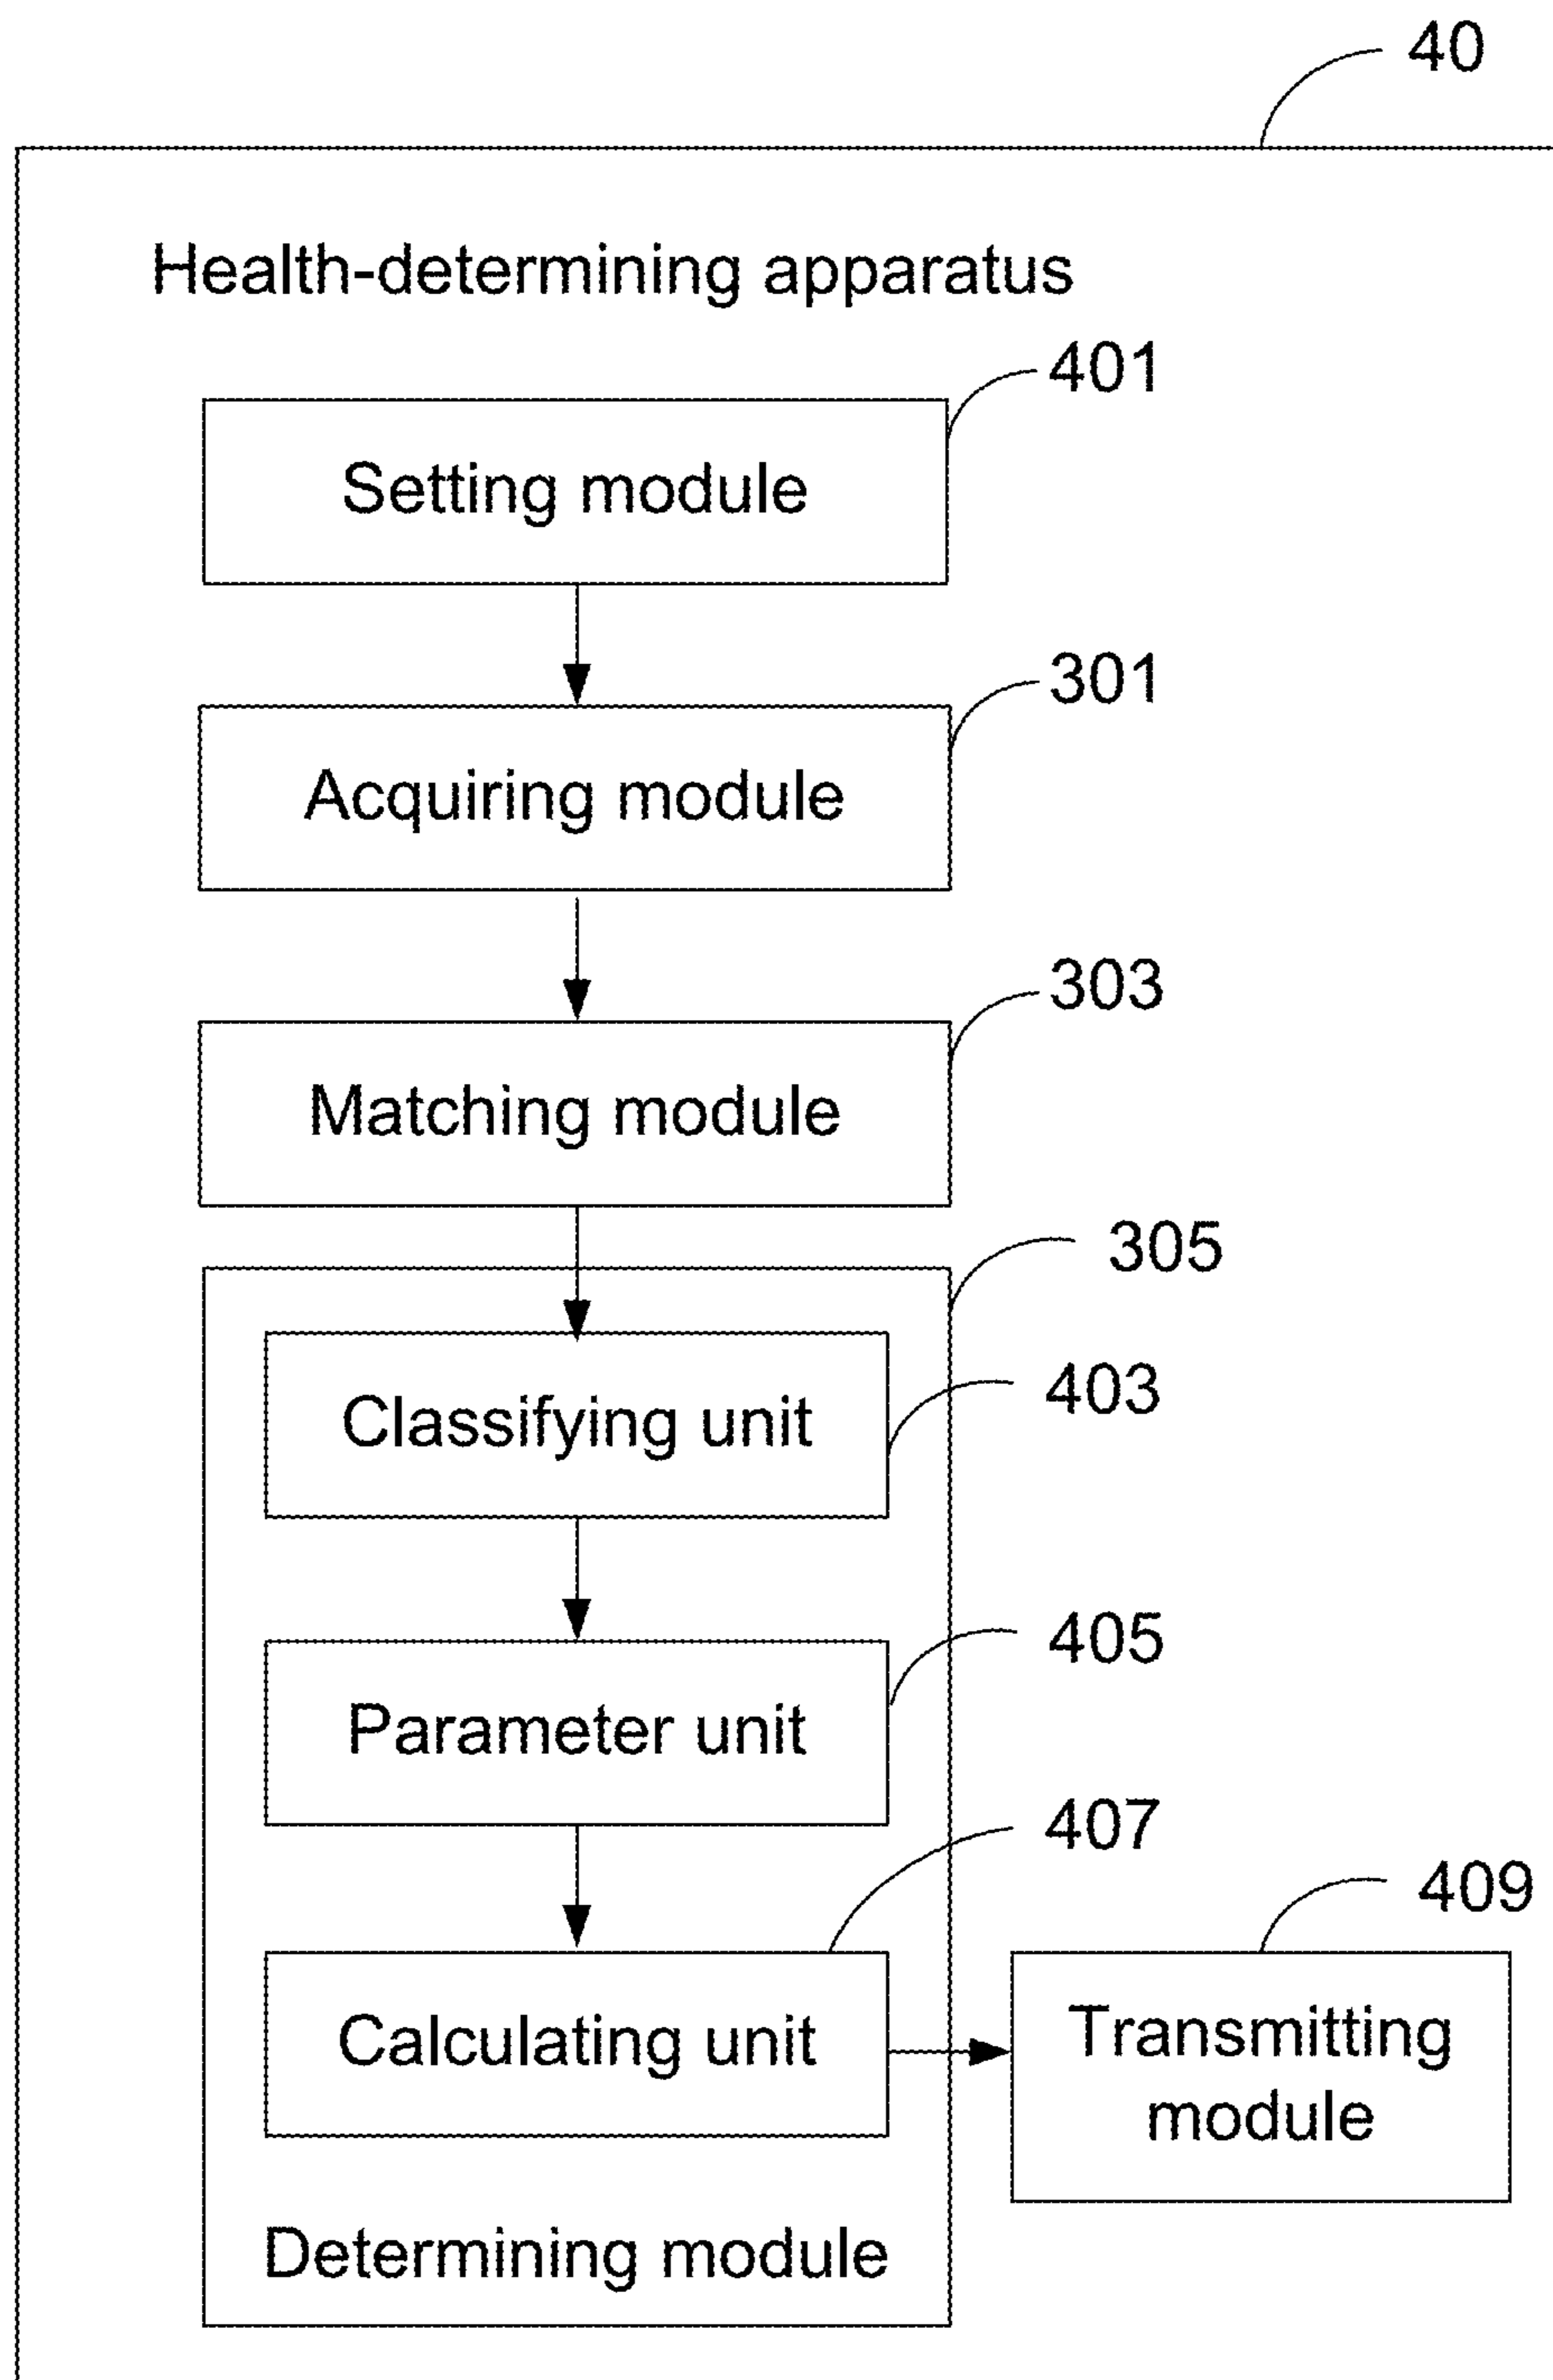 40
Health-determining apparatus
401
Setting module
301
Acquiring module
303
Matching module
305
403
Classifying unit
405
Parameter unit
407
409
Calculating unit
Transmitting
module
Determining module